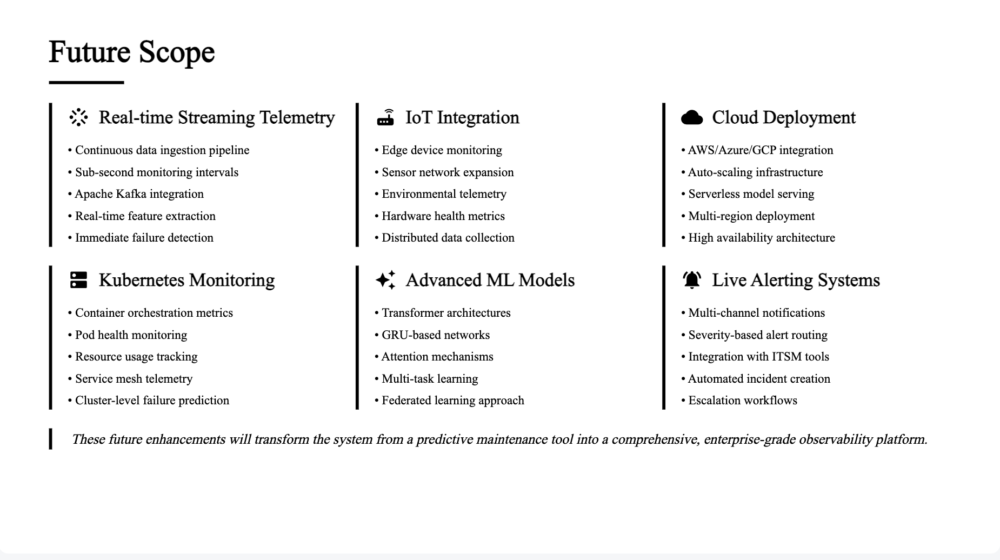 Future Scope
Real-time Streaming Telemetry
• Continuous data ingestion pipeline
• Sub-second monitoring intervals
• Apache Kafka integration
• Real-time feature extraction
• Immediate failure detection
IoT Integration
• Edge device monitoring
• Sensor network expansion
• Environmental telemetry
• Hardware health metrics
• Distributed data collection
Cloud Deployment
• AWS/Azure/GCP integration
• Auto-scaling infrastructure
• Serverless model serving
• Multi-region deployment
• High availability architecture
Kubernetes Monitoring
• Container orchestration metrics
• Pod health monitoring
• Resource usage tracking
• Service mesh telemetry
• Cluster-level failure prediction
Advanced ML Models
• Transformer architectures
• GRU-based networks
• Attention mechanisms
• Multi-task learning
• Federated learning approach
Live Alerting Systems
• Multi-channel notifications
• Severity-based alert routing
• Integration with ITSM tools
• Automated incident creation
• Escalation workflows
These future enhancements will transform the system from a predictive maintenance tool into a comprehensive, enterprise-grade observability platform.